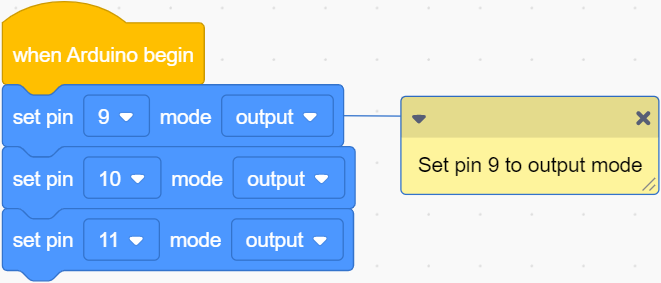 when Arduino begin
set pin 9 mode output
Set pin 9 to output mode
set pin 10 mode output
set pin 11 mode output